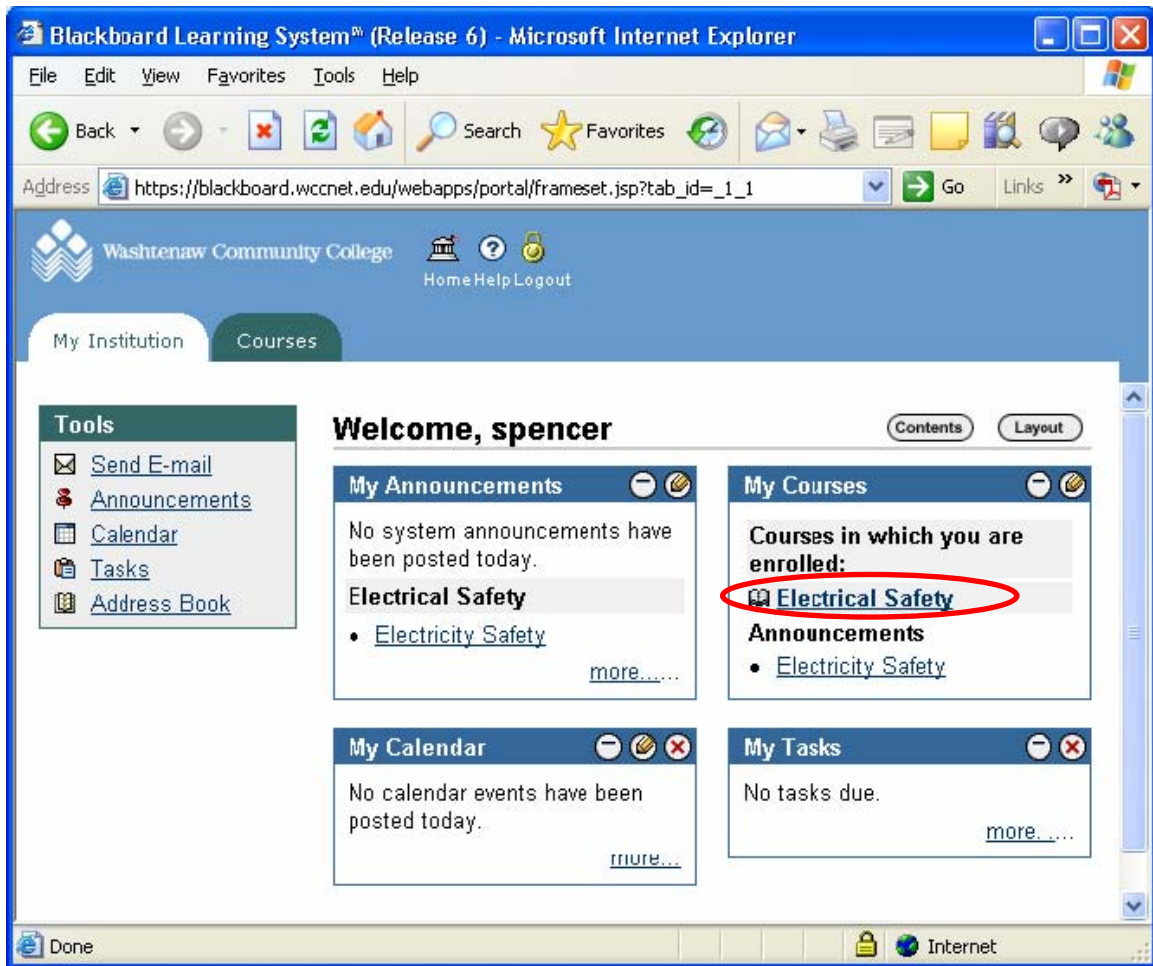 Blackboard Learning System℠ (Release 6) - Microsoft Internet Explorer
File Edit View Favorites Tools Help
Back Search Favorites
Address https://blackboard.wccnet.edu/webapps/portal/frameset.jsp?tab_id=_1_1 Go Links »
Washtenaw Community College
Home Help Logout
My Institution Courses
Tools
Send E-mail
Announcements
Calendar
Tasks
Address Book
Welcome, spencer
Contents Layout
My Announcements
No system announcements have
been posted today.
Electrical Safety
• Electricity Safety
more......
My Courses
Courses in which you are
enrolled:
Electrical Safety
Announcements
• Electricity Safety
My Calendar
No calendar events have been
posted today.
more...
My Tasks
No tasks due.
more. ....
Done Internet